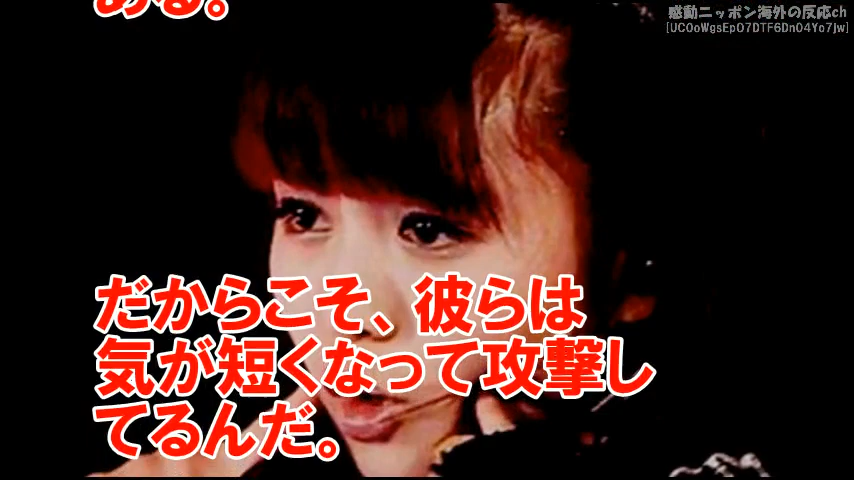 ある。
感動ニッポン海外の反応ch
[UCOoWgsEpO7DTF6Dn04Yo7jw]
だからこそ、彼らは
気が短くなって攻撃し
てるんだ。